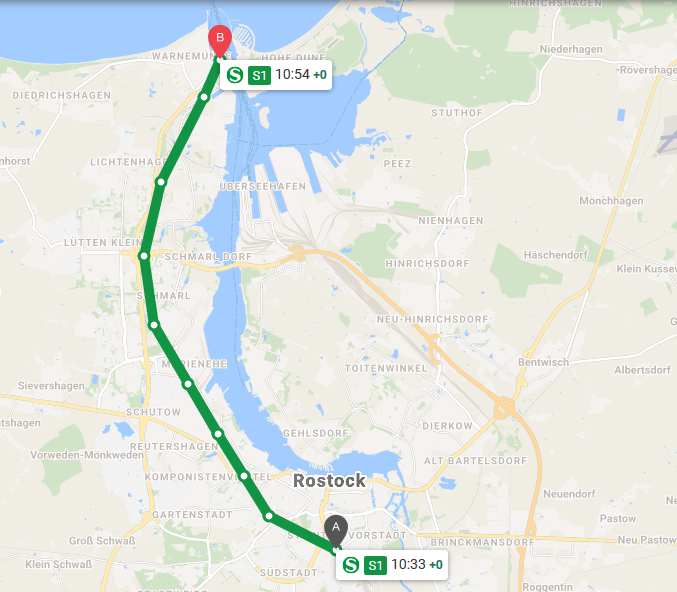 HINRICHSHAGEN
B
WARNEMÜNDE
HOHE DÜNE
Niederhagen
S S1 10:54 +0
Rövershage
DIEDRICHSHAGEN
STUTHOF
nhorst
LICHTENHAGE
PEEZ
ÜBERSEEHAFEN
Mönchhagen
NIENHAGEN
LÜTTEN KLEIN
SCHMARL DORF
Häschendorf
HINRICHSDORF
Klein Kussew
SCHMARL
NEU-HINRICHSDORF
MARIENEHE
Bentwisch
TOITENWINKEL
Albertsdorf
Sievershagen
SCHUTOW
tshagen
DIERKOW
GEHLSDORF
REUTERSHAGEN
Vorweden-Mönkweden
ALT BARTELSDORF
KOMPONISTENVIERTEL
Rostock
Neuendorf
GARTENSTADT
Pastow
A
VORSTADT
Groß Schwaß
BRINCKMANSDORF
Neu Pastow
Klein Schwaß
S S1 10:33 +0
SÜDSTADT
Roggentin